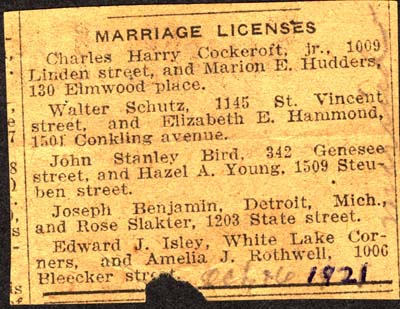 MARRIAGE LICENSES
Charles Harry Cockcroft, jr., 1009
Linden street, and Marion E. Hudders,
130 Elmwood place.
Walter Schutz, 1145 St. Vincent
street, and Elizabeth E. Hammond,
1501 Conkling avenue.
John Stanley Bird, 342 Genesee
street, and Hazel A. Young, 1509 Steu-
ben street.
Joseph Benjamin, Detroit, Mich.,
and Rose Slakter, 1203 State street.
Edward J. Isley, White Lake Cor-
ners, and Amelia J. Rothwell, 1006
Bleecker street.
1921